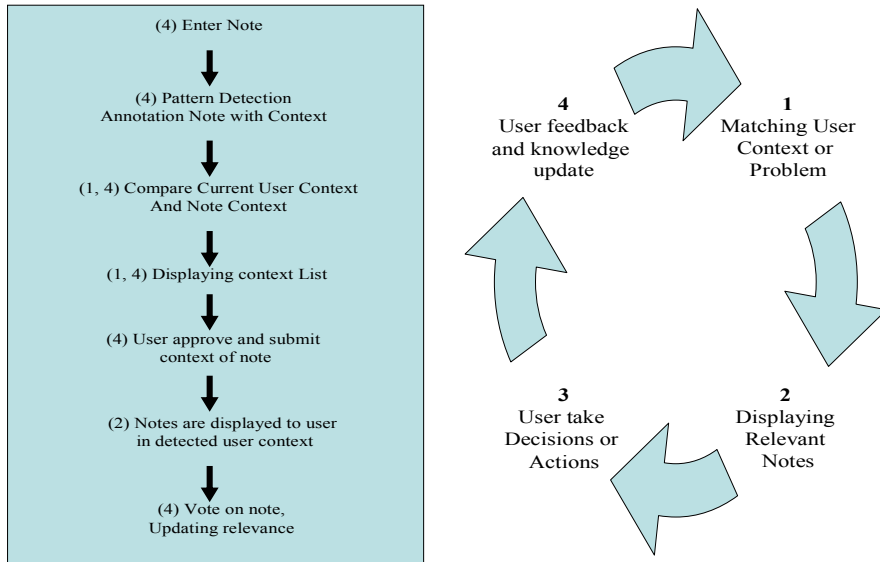 (4) Enter Note
(4) Pattern Detection
Annotation Note with Context
(1, 4) Compare Current User Context
And Note Context
(1, 4) Displaying context List
(4) User approve and submit
context of note
(2) Notes are displayed to user
in detected user context
(4) Vote on note,
Updating relevance
4
User feedback
and knowledge
update
1
Matching User
Context or
Problem
3
User take
Decisions or
Actions
2
Displaying
Relevant
Notes